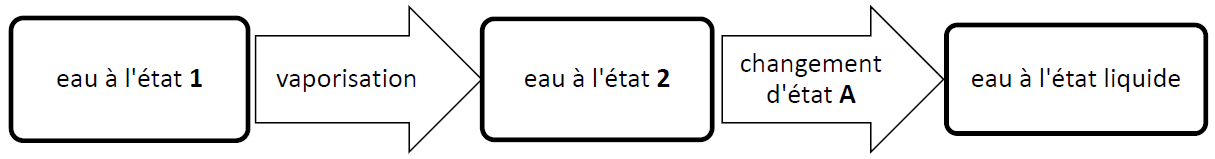 eau à l'état 1
vaporisation
eau à l'état 2
changement
d'état A
eau à l'état liquide